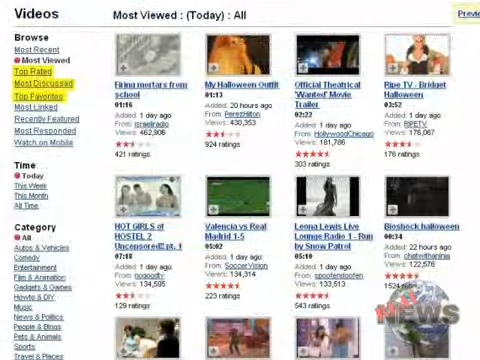 Videos
Most Viewed : (Today) : All
Browse
Most Recent
Most Viewed
Top Rated
Most Discussed
Top Favorites
Most Linked
Recently Featured
Most Responded
Watch on Mobile
Time
Today
This Week
This Month
All Time
Category
All
Autos & Vehicles
Comedy
Entertainment
Film & Animation
Gadgets & Games
Howto & DIY
Music
News & Politics
People & Blogs
Pets & Animals
Sports
Travel & Places
Firing mortars from
school
01:16
Added: 1 day ago
From: israelradio
Views: 462,906
421 ratings
My Halloween Outfit
01:13
Added: 20 hours ago
From: PerezHilton
Views: 430,353
924 ratings
Official Theatrical
'Wanted' Movie
Trailer
02:22
Added: 1 day ago
From: HollywoodChicago
Views: 181,786
303 ratings
Ripe TV - Bridget
Halloween
03:52
Added: 1 day ago
From: RIPETV
Views: 176,067
176 ratings
HOT GIRLS of
HOSTEL 2
07:18
Added: 1 day ago
Views: 134,595
129 ratings
Valencia vs Real
Madrid 1-5
05:02
Added: 1 day ago
From: SoccerVision
Views: 134,314
223 ratings
Leona Lewis Live
Lounge Radio 1 - Run
by Snow Patrol
05:10
Added: 1 day ago
From: spoofendoofen
Views: 133,513
543 ratings
Bioshock halloween
00:34
Added: 22 hours ago
Views: 122,576
1524
NEWS